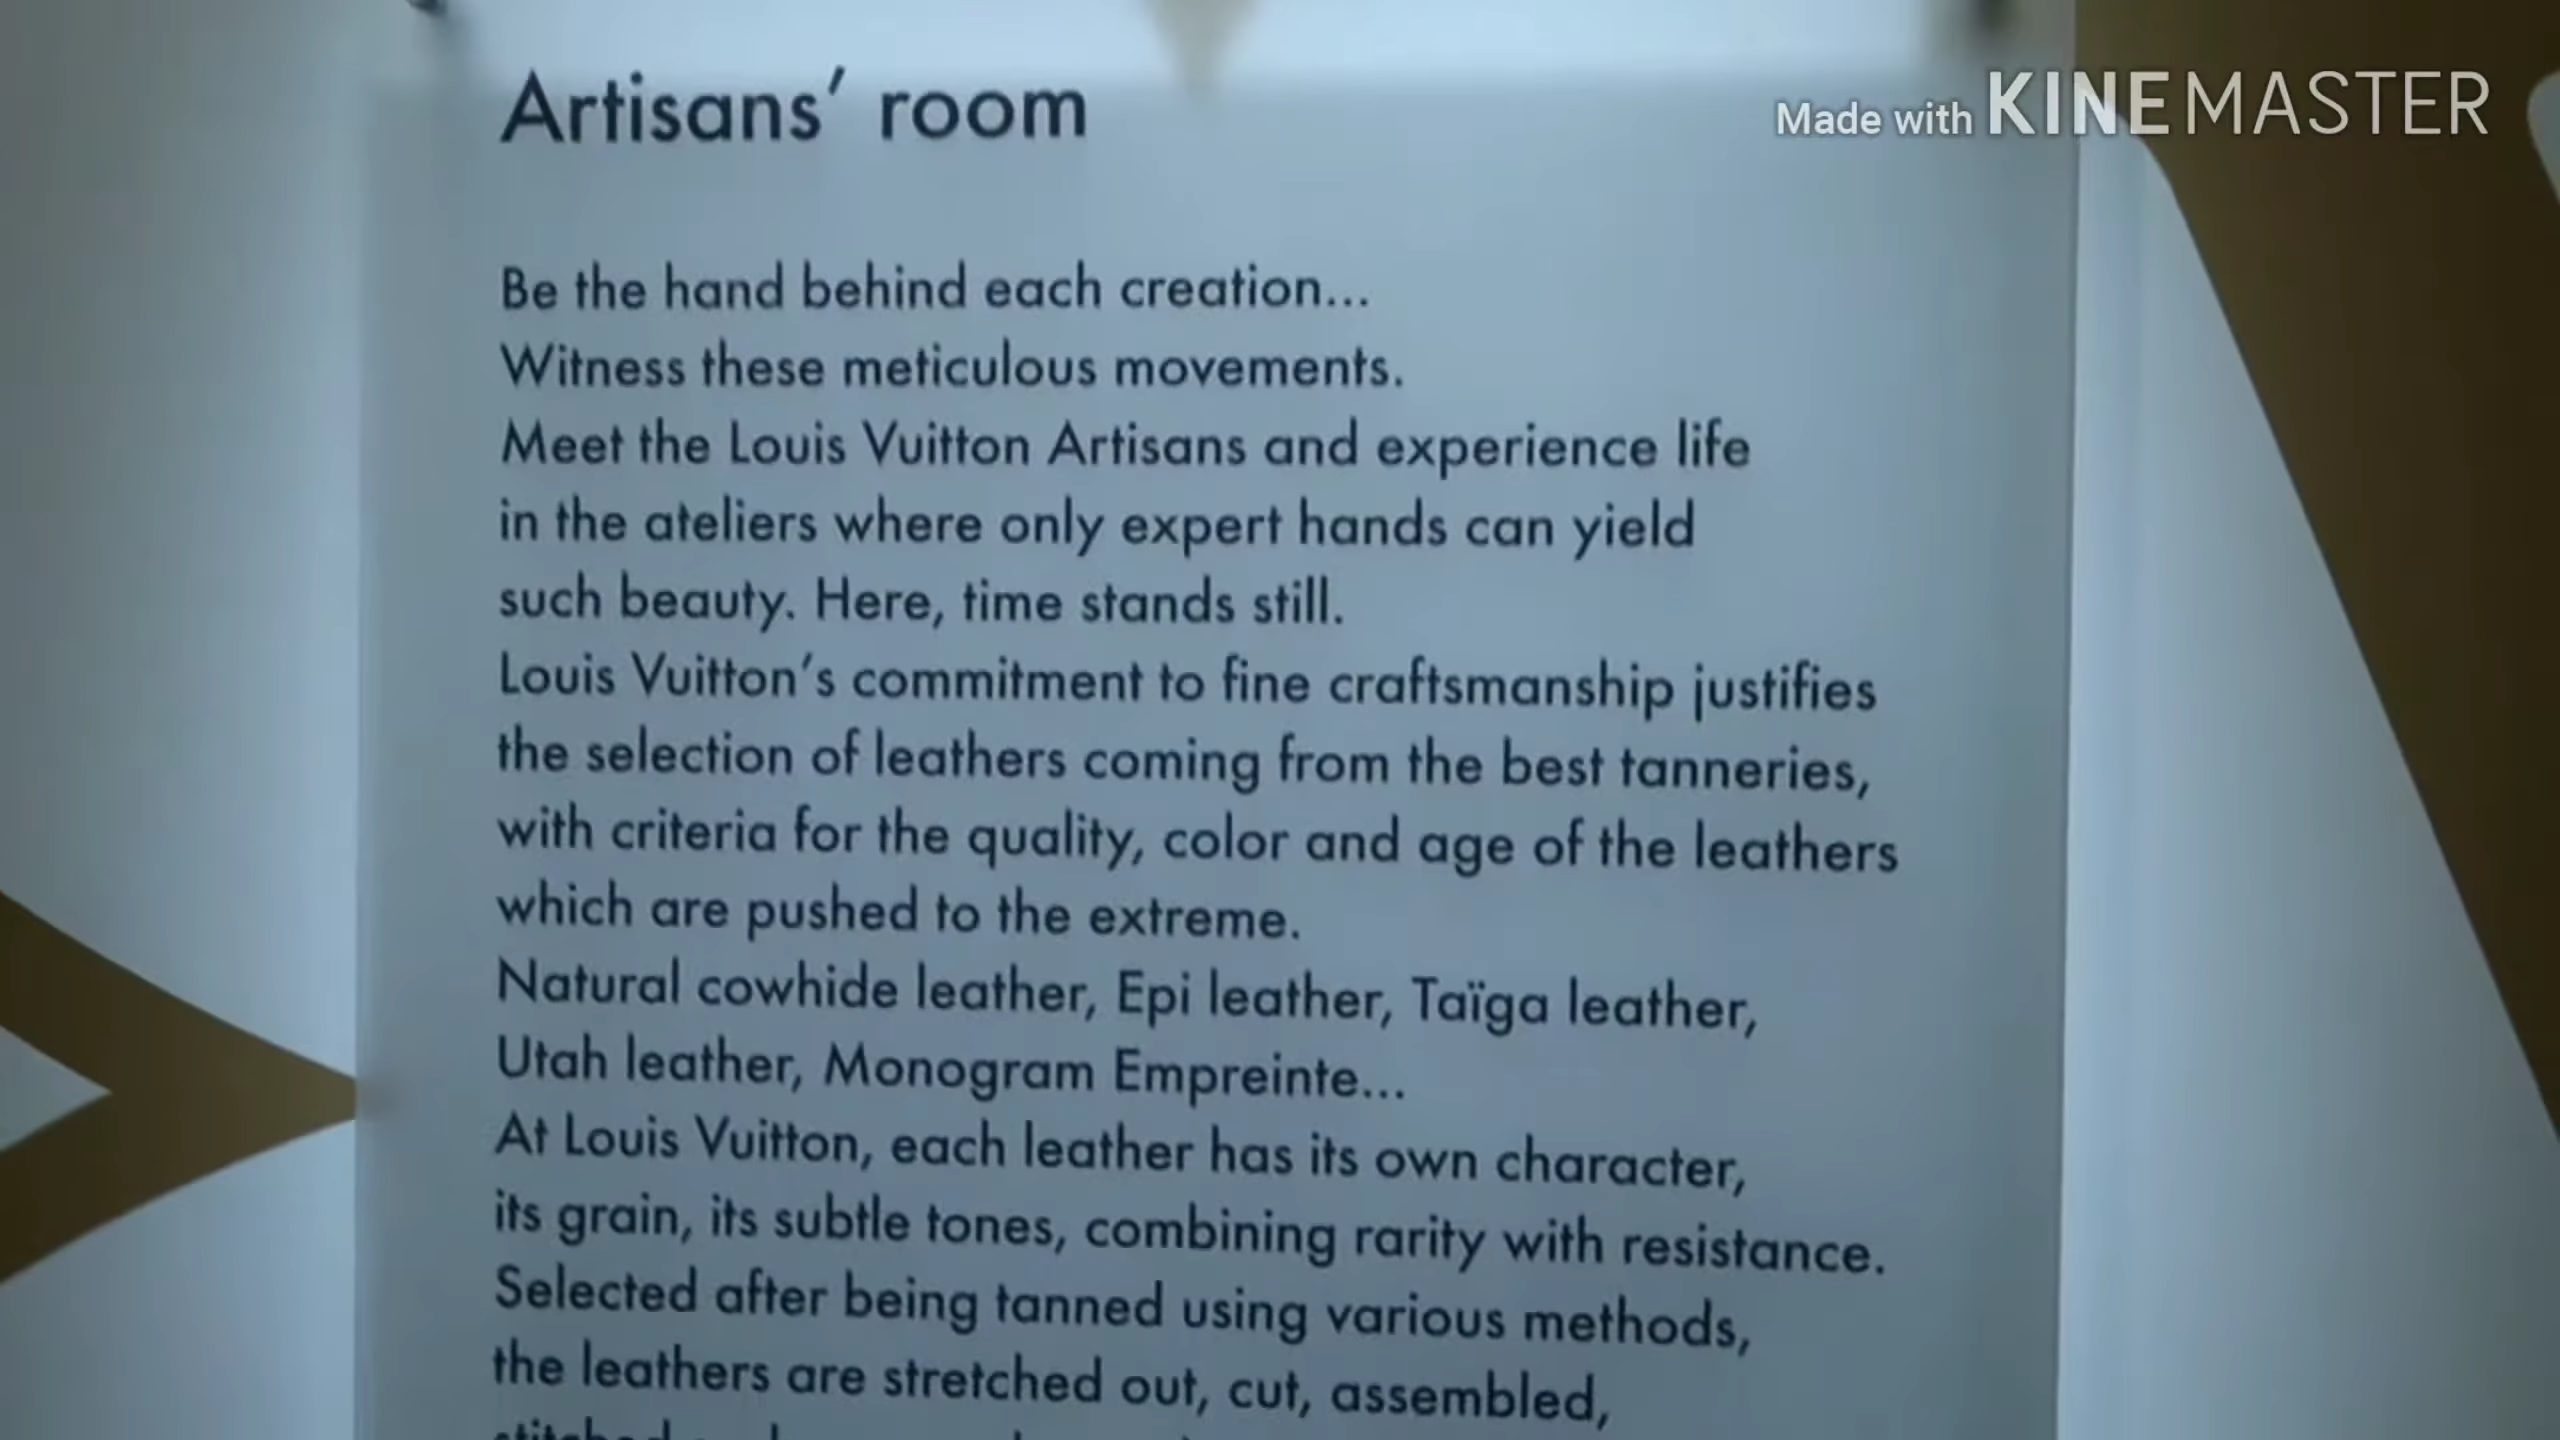 Artisans’ room
Made with KINEMASTER
Be the hand behind each creation...
Witness these meticulous movements.
Meet the Louis Vuitton Artisans and experience life
in the ateliers where only expert hands can yield
such beauty. Here, time stands still.
Louis Vuitton’s commitment to fine craftsmanship justifies
the selection of leathers coming from the best tanneries,
with criteria for the quality, color and age of the leathers
which are pushed to the extreme.
Natural cowhide leather, Epi leather, Taïga leather,
Utah leather, Monogram Empreinte...
At Louis Vuitton, each leather has its own character,
its grain, its subtle tones, combining rarity with resistance.
Selected after being tanned using various methods,
the leathers are stretched out, cut, assembled,